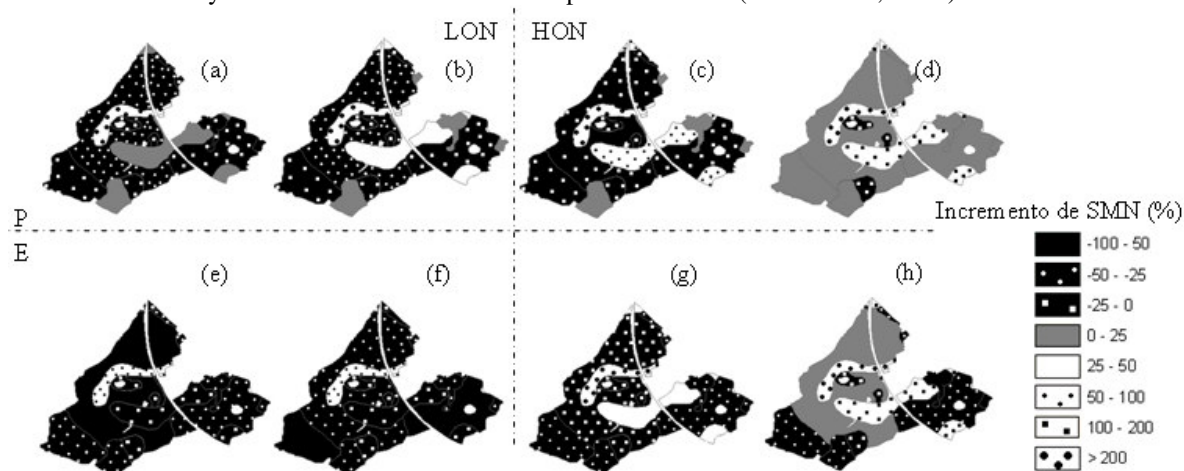 LON
HON
(a)
(b)
(c)
(d)
P
E
Incremento de SMN (%)
-100 - 50
-50 - -25
-25 - 0
0 - 25
25 - 50
50 - 100
100 - 200
> 200
(e)
(f)
(g)
(h)